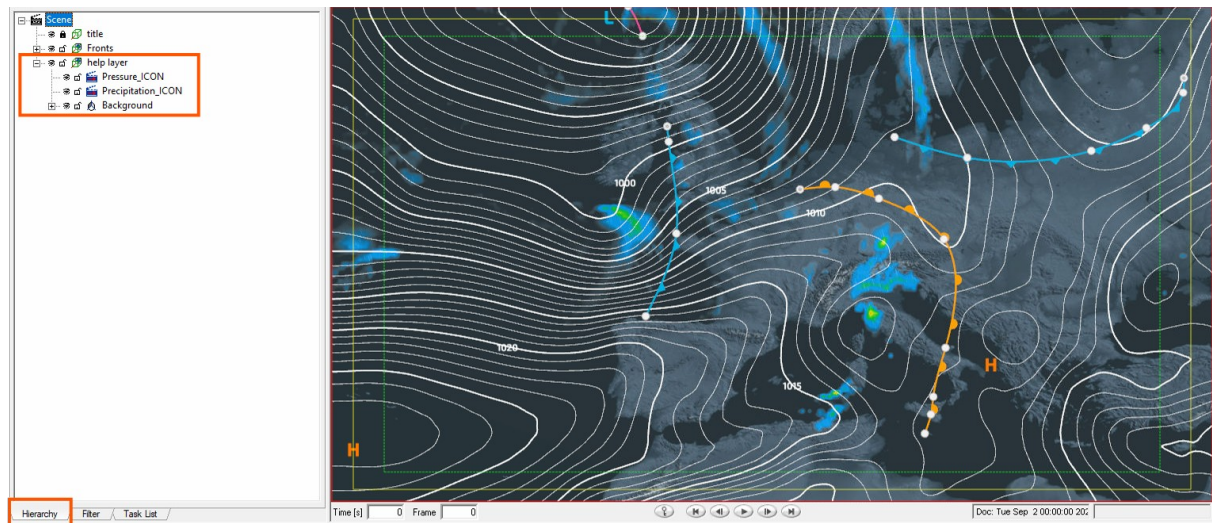 Scene
title
Fronts
help layer
Pressure_ICON
Precipitation_ICON
Background
L
1000
1005
1010
1020
1015
H
H
Hierarchy Filter Task List
Time [s] 0 Frame 0
Doc: Tue Sep 2 00:00:00 202